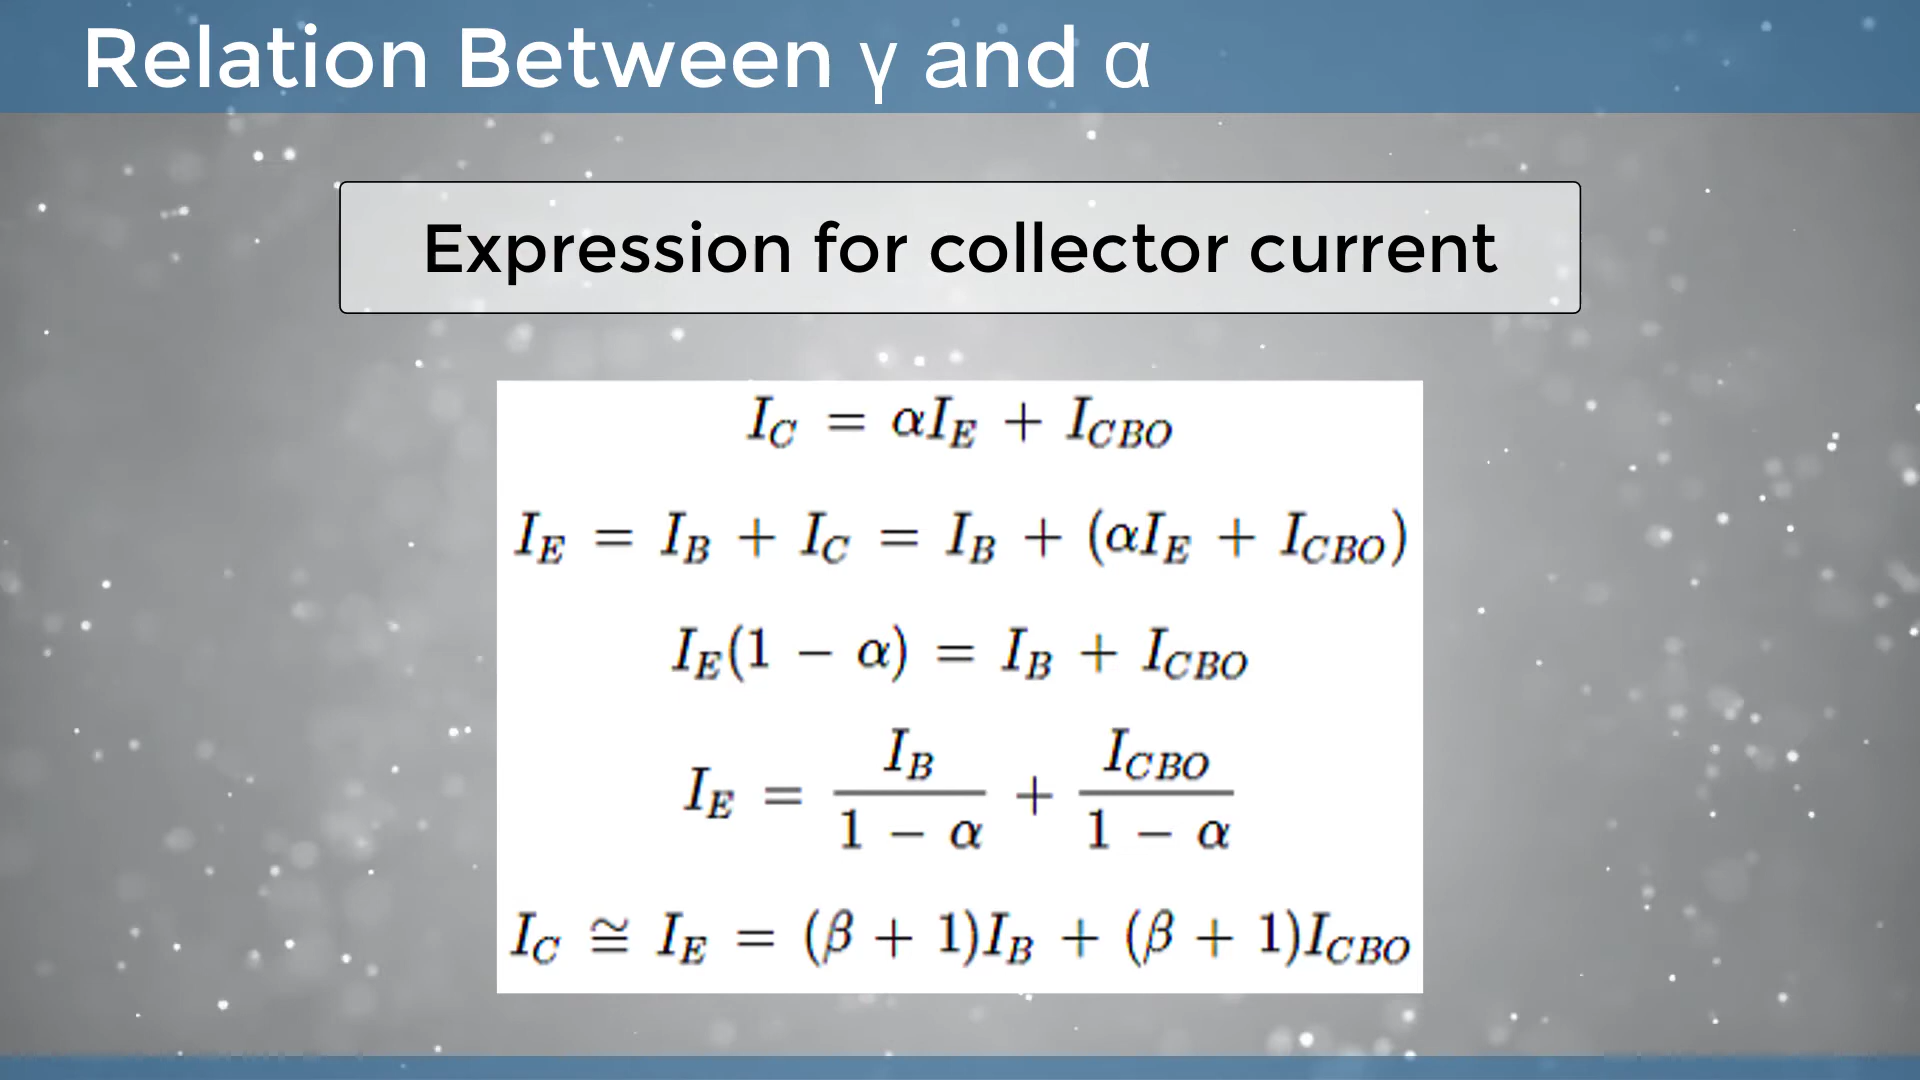 Relation Between γ and α
Expression for collector current
I_C = αI_E + I_CBO
I_E = I_B + I_C = I_B + (αI_E + I_CBO)
I_E(1 − α) = I_B + I_CBO
I_E = I_B / (1 − α) + I_CBO / (1 − α)
I_C ≅ I_E = (β + 1)I_B + (β + 1)I_CBO